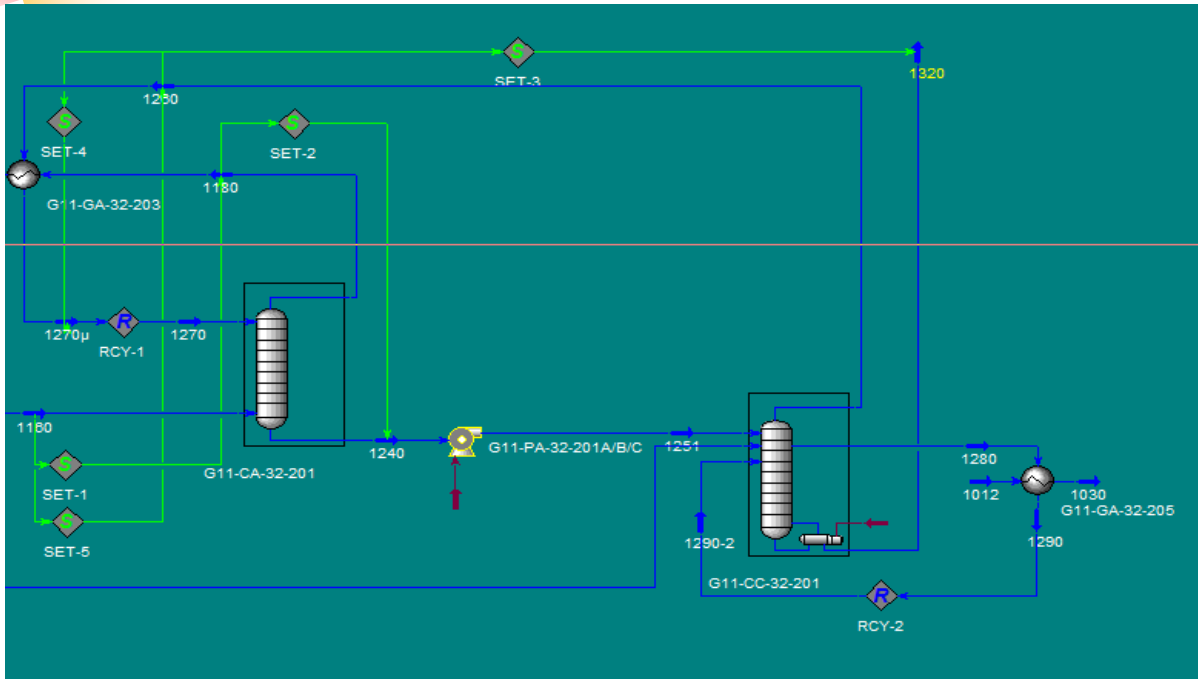 SET-3
1320
1260
SET-4
SET-2
1180
G11-GA-32-203
1270µ
RCY-1
1270
1160
G11-CA-32-201
1240
G11-PA-32-201A/B/C
1251
1280
1012
1030
G11-GA-32-205
SET-1
SET-5
1290-2
1290
G11-CC-32-201
RCY-2
S
S
S
S
S
R
R